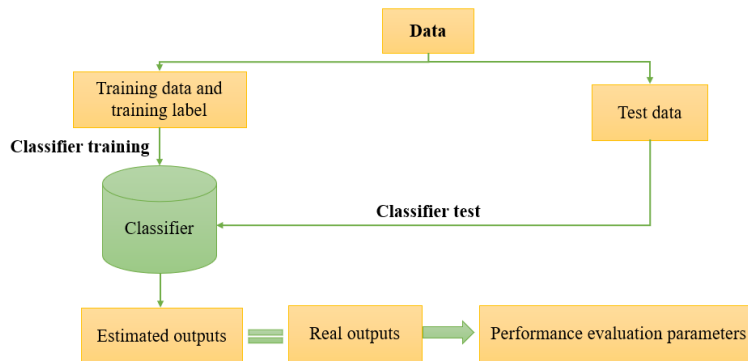 Data
Training data and
training label
Test data
Classifier training
Classifier test
Classifier
Estimated outputs
Real outputs
Performance evaluation parameters